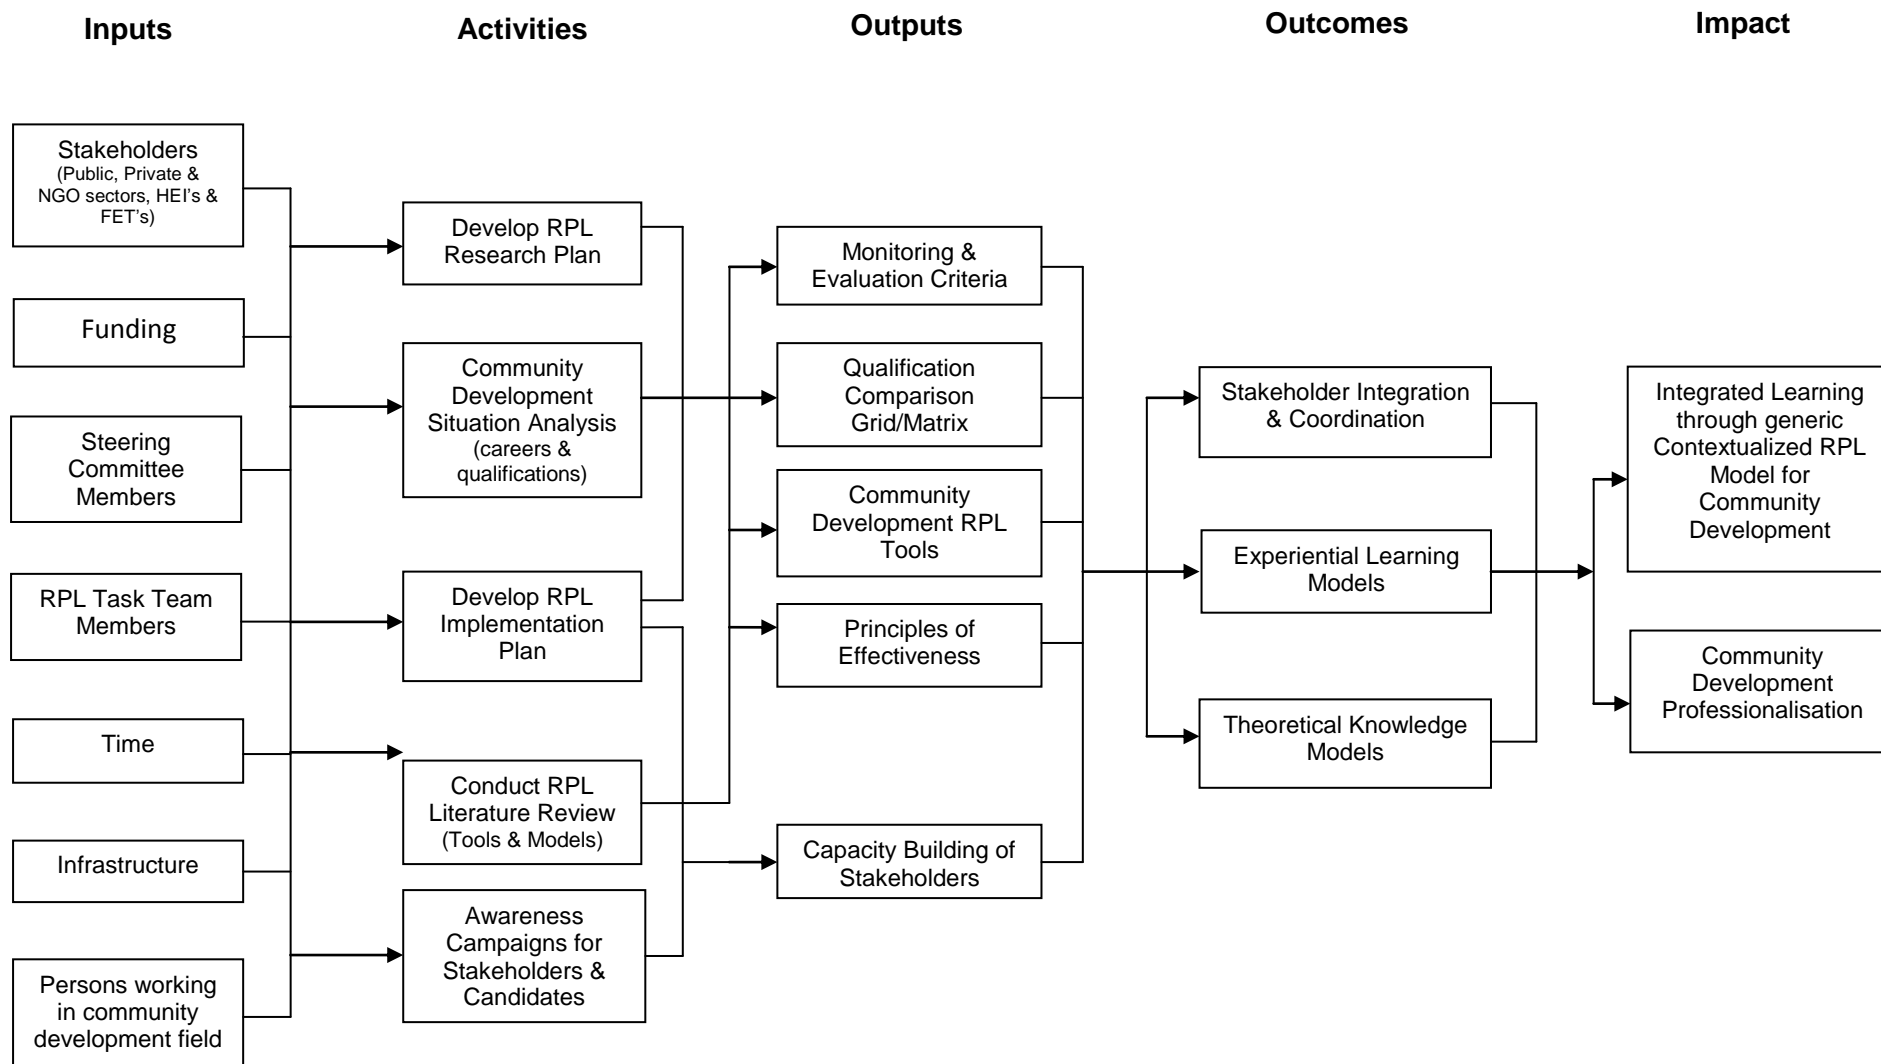 Inputs
Activities
Outputs
Outcomes
Impact
Stakeholders
(Public, Private &
NGO sectors, HEI's &
FET's)
Funding
Steering
Committee
Members
RPL Task Team
Members
Time
Infrastructure
Persons working
in community
development field
Develop RPL
Research Plan
Community
Development
Situation Analysis
(careers &
qualifications)
Develop RPL
Implementation
Plan
Conduct RPL
Literature Review
(Tools & Models)
Awareness
Campaigns for
Stakeholders &
Candidates
Monitoring &
Evaluation Criteria
Qualification
Comparison
Grid/Matrix
Community
Development RPL
Tools
Principles of
Effectiveness
Capacity Building of
Stakeholders
Stakeholder Integration
& Coordination
Experiential Learning
Models
Theoretical Knowledge
Models
Integrated Learning
through generic
Contextualized RPL
Model for
Community
Development
Community
Development
Professionalisation